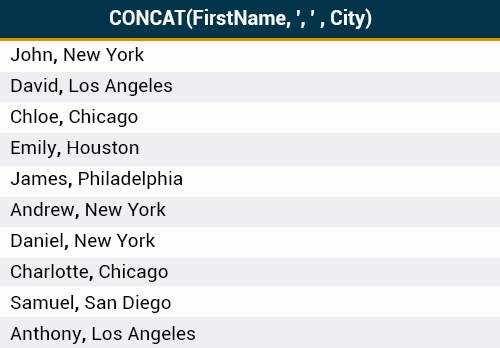 CONCAT(FirstName, ', ' , City)
John, New York
David, Los Angeles
Chloe, Chicago
Emily, Houston
James, Philadelphia
Andrew, New York
Daniel, New York
Charlotte, Chicago
Samuel, San Diego
Anthony, Los Angeles